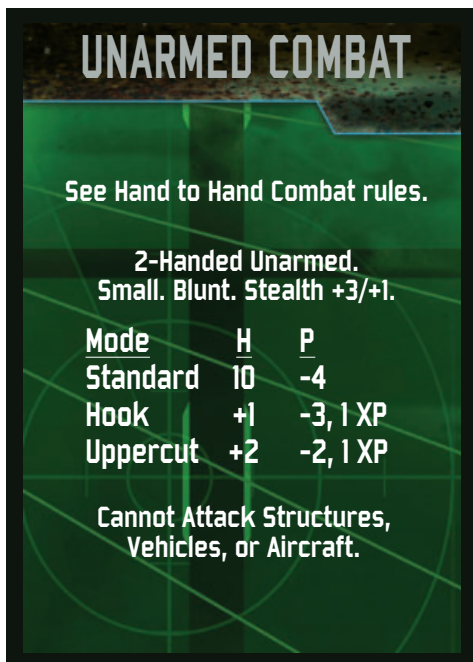 UNARMED COMBAT
See Hand to Hand Combat rules.
2-Handed Unarmed.
Small. Blunt. Stealth +3/+1.
Mode H P
Standard 10 -4
Hook +1 -3, 1 XP
Uppercut +2 -2, 1 XP
Cannot Attack Structures,
Vehicles, or Aircraft.